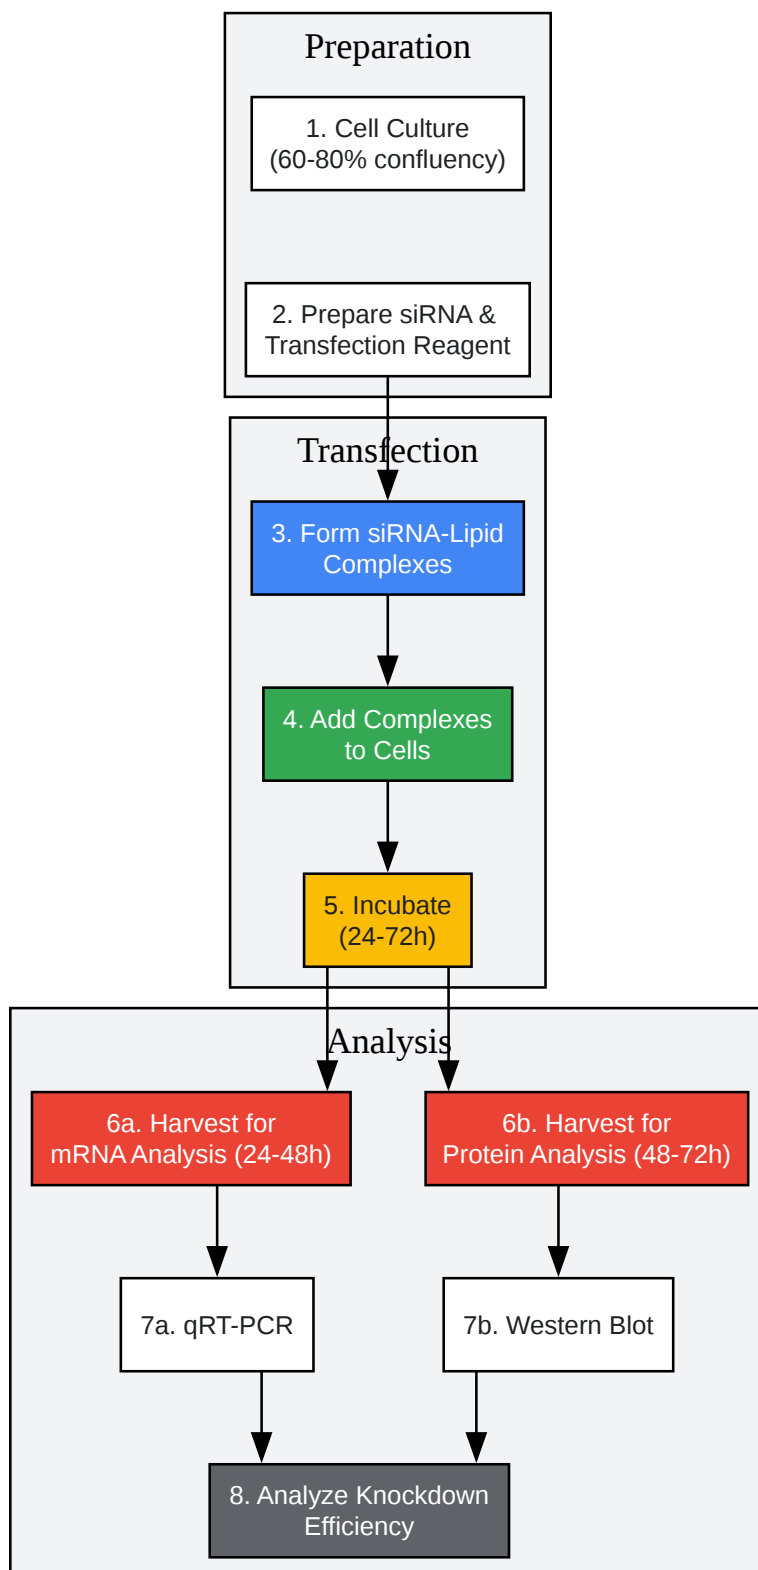 Preparation
1. Cell Culture
(60-80% confluency)
2. Prepare siRNA &
Transfection Reagent
Transfection
3. Form siRNA-Lipid
Complexes
4. Add Complexes
to Cells
5. Incubate
(24-72h)
Analysis
6a. Harvest for
mRNA Analysis (24-48h)
6b. Harvest for
Protein Analysis (48-72h)
7a. qRT-PCR
7b. Western Blot
8. Analyze Knockdown
Efficiency